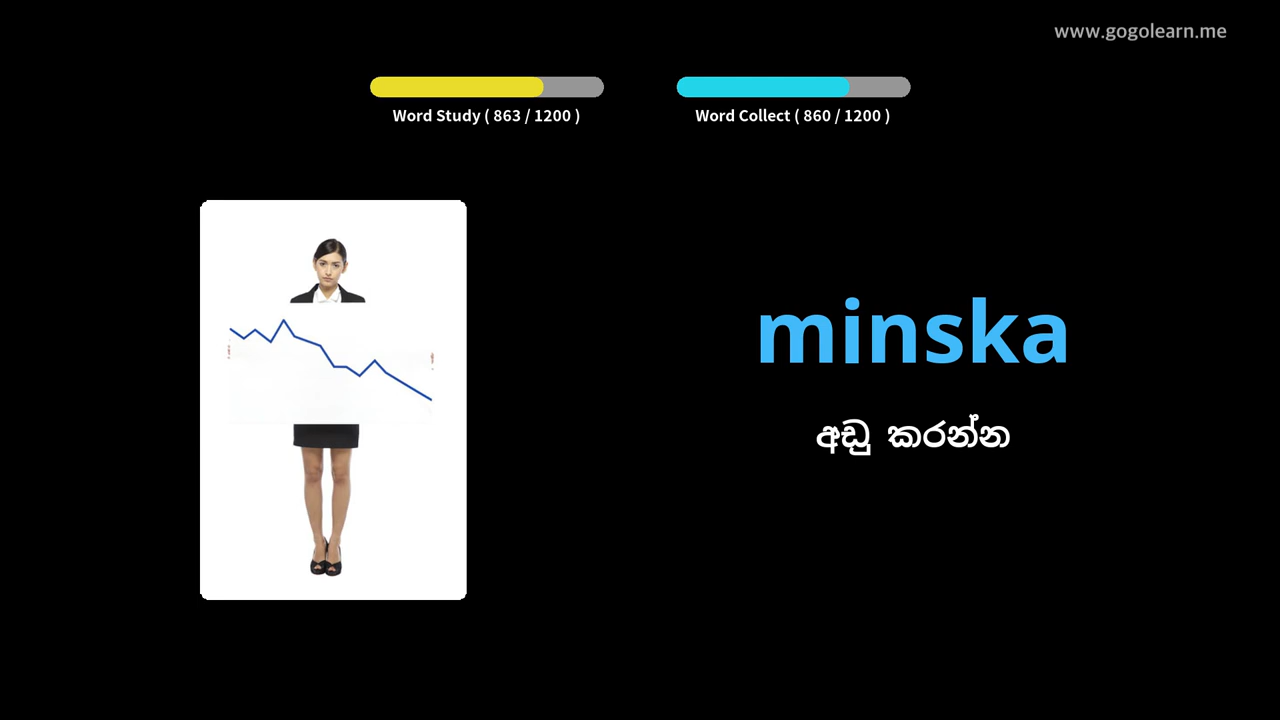 www.gogolearn.me
Word Study ( 863 / 1200 )
Word Collect ( 860 / 1200 )
minska
අඩු කරන්න